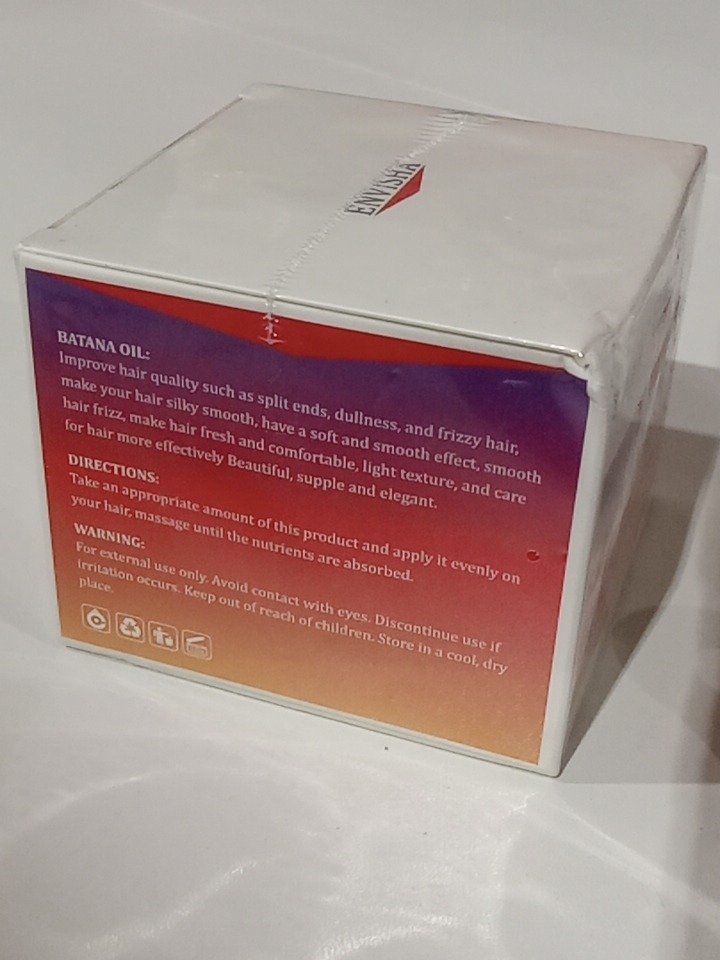 ENVISHA
BATANA OIL:
Improve hair quality such as split ends, dullness, and frizzy hair,
make your hair silky smooth, have a soft and smooth effect, smooth
hair frizz, make hair fresh and comfortable, light texture, and care
for hair more effectively Beautiful, supple and elegant.
DIRECTIONS:
Take an appropriate amount of this product and apply it evenly on
your hair, massage until the nutrients are absorbed.
WARNING:
For external use only. Avoid contact with eyes. Discontinue use if
irritation occurs. Keep out of reach of children. Store in a cool, dry
place.